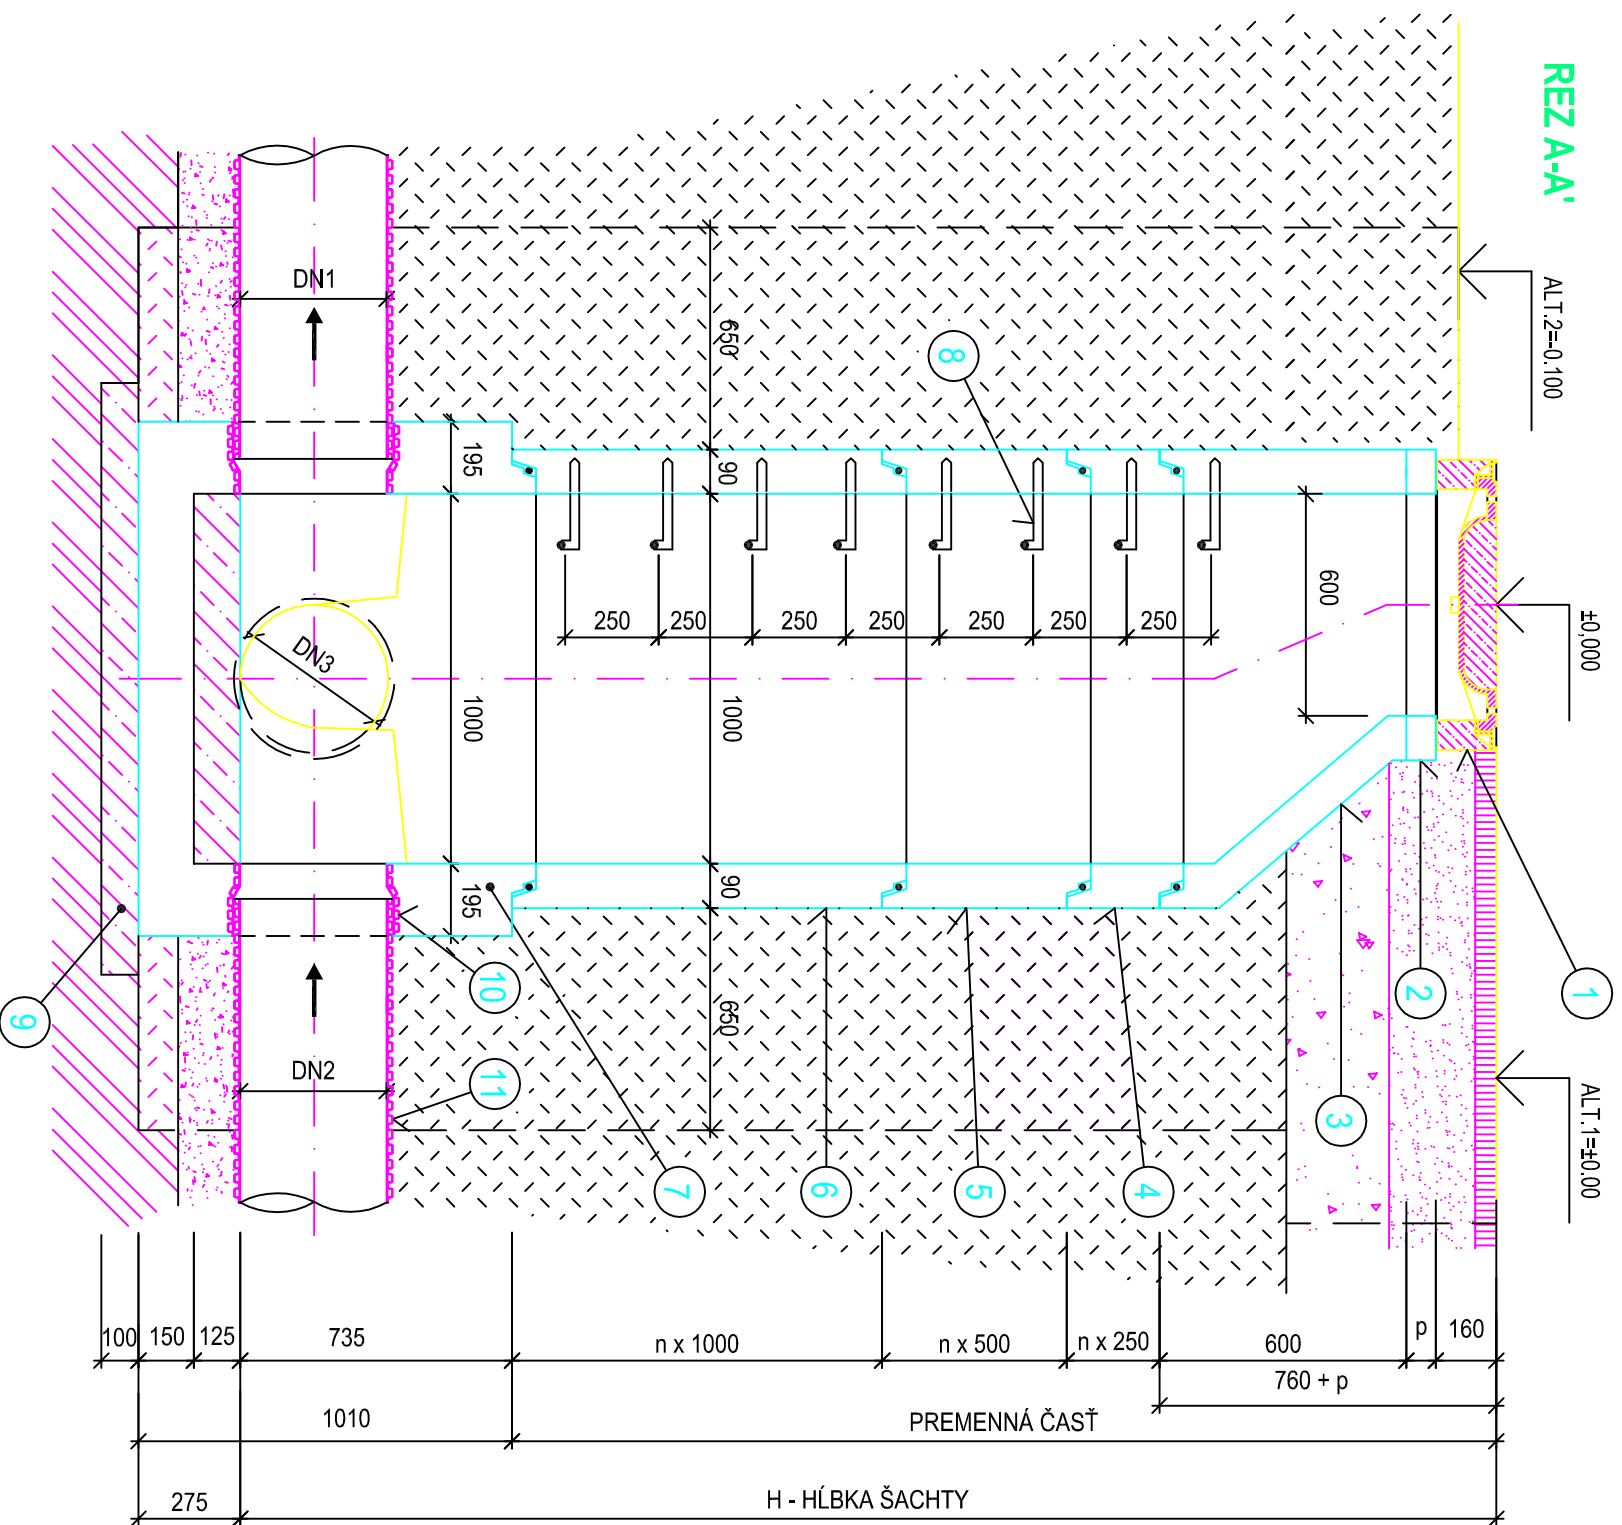 REZ A-A'
ALT.2=-0.100
±0,000
ALT.1=±0.00
DN1
650
8
195
90
600
250
250
250
250
250
250
250
DN3
1000
1000
195
90
10
650
9
DN2
11
7
6
5
4
3
2
1
100
150
125
735
n x 1000
n x 500
n x 250
600
p
160
760 + p
1010
PREMENNÁ ČASŤ
275
H - HĹBKA ŠACHTY